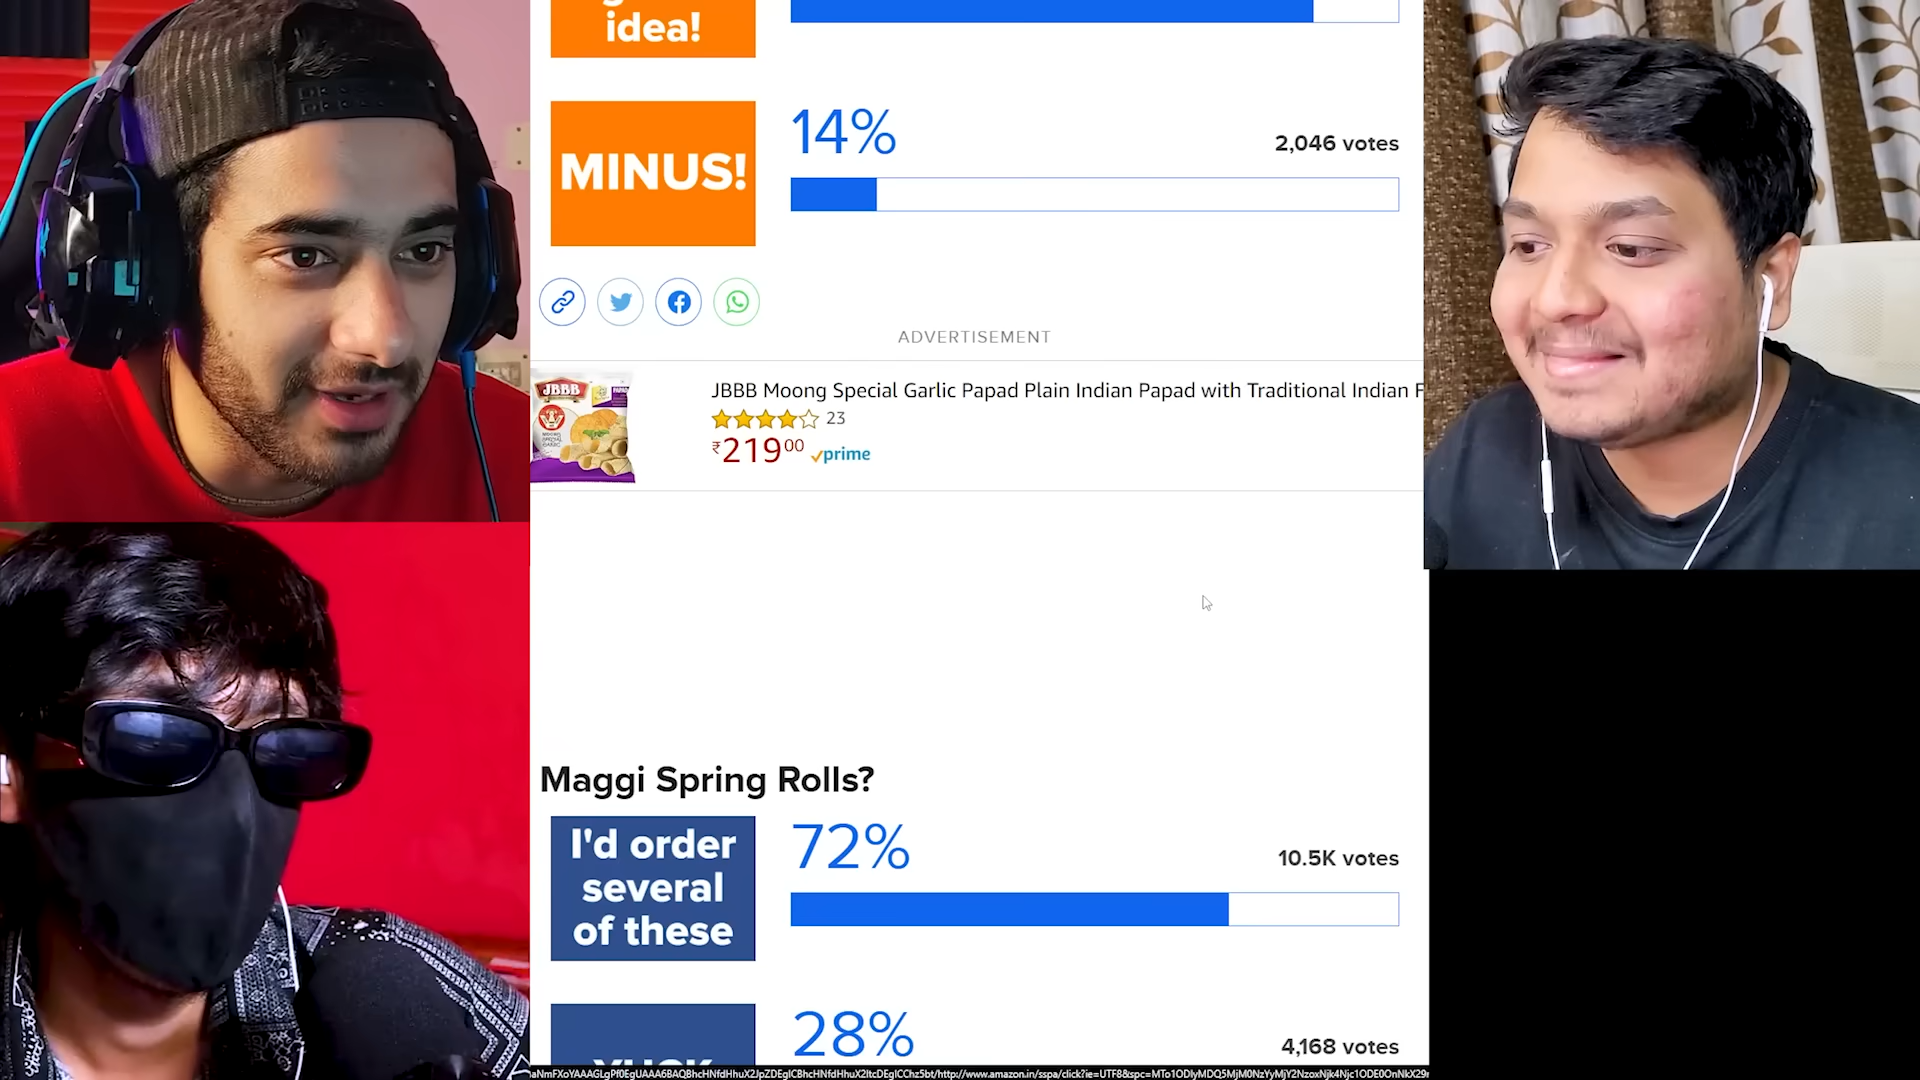 idea!
MINUS!
14%
2,046 votes
ADVERTISEMENT
JBBB
JBBB Moong Special Garlic Papad Plain Indian Papad with Traditional Indian F
23
₹219⁰⁰ prime
Maggi Spring Rolls?
I'd order
several
of these
72%
10.5K votes
28%
4,168 votes